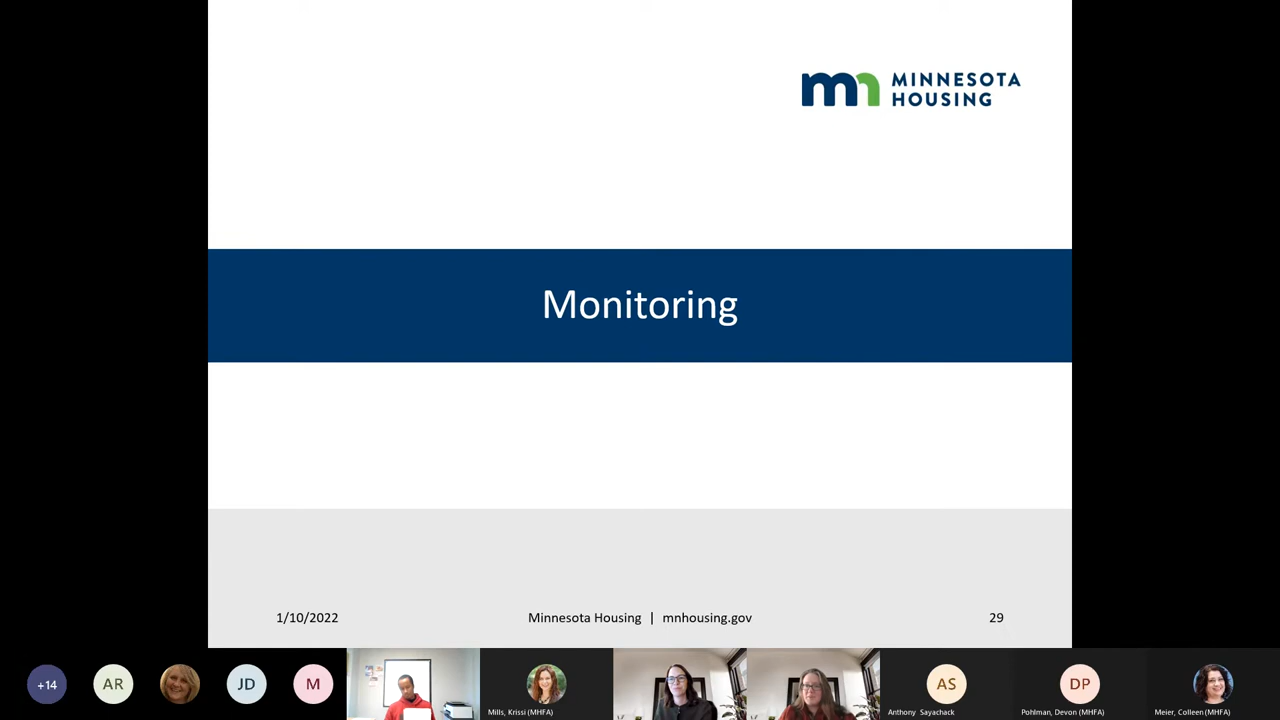 mn MINNESOTA
HOUSING
Monitoring
1/10/2022
Minnesota Housing | mnhousing.gov
29
+14
AR
JD
M
Mills, Krissi (MHFA)
AS
Anthony Sayachack
DP
Pohlman, Devon (MHFA)
Meier, Colleen (MHFA)